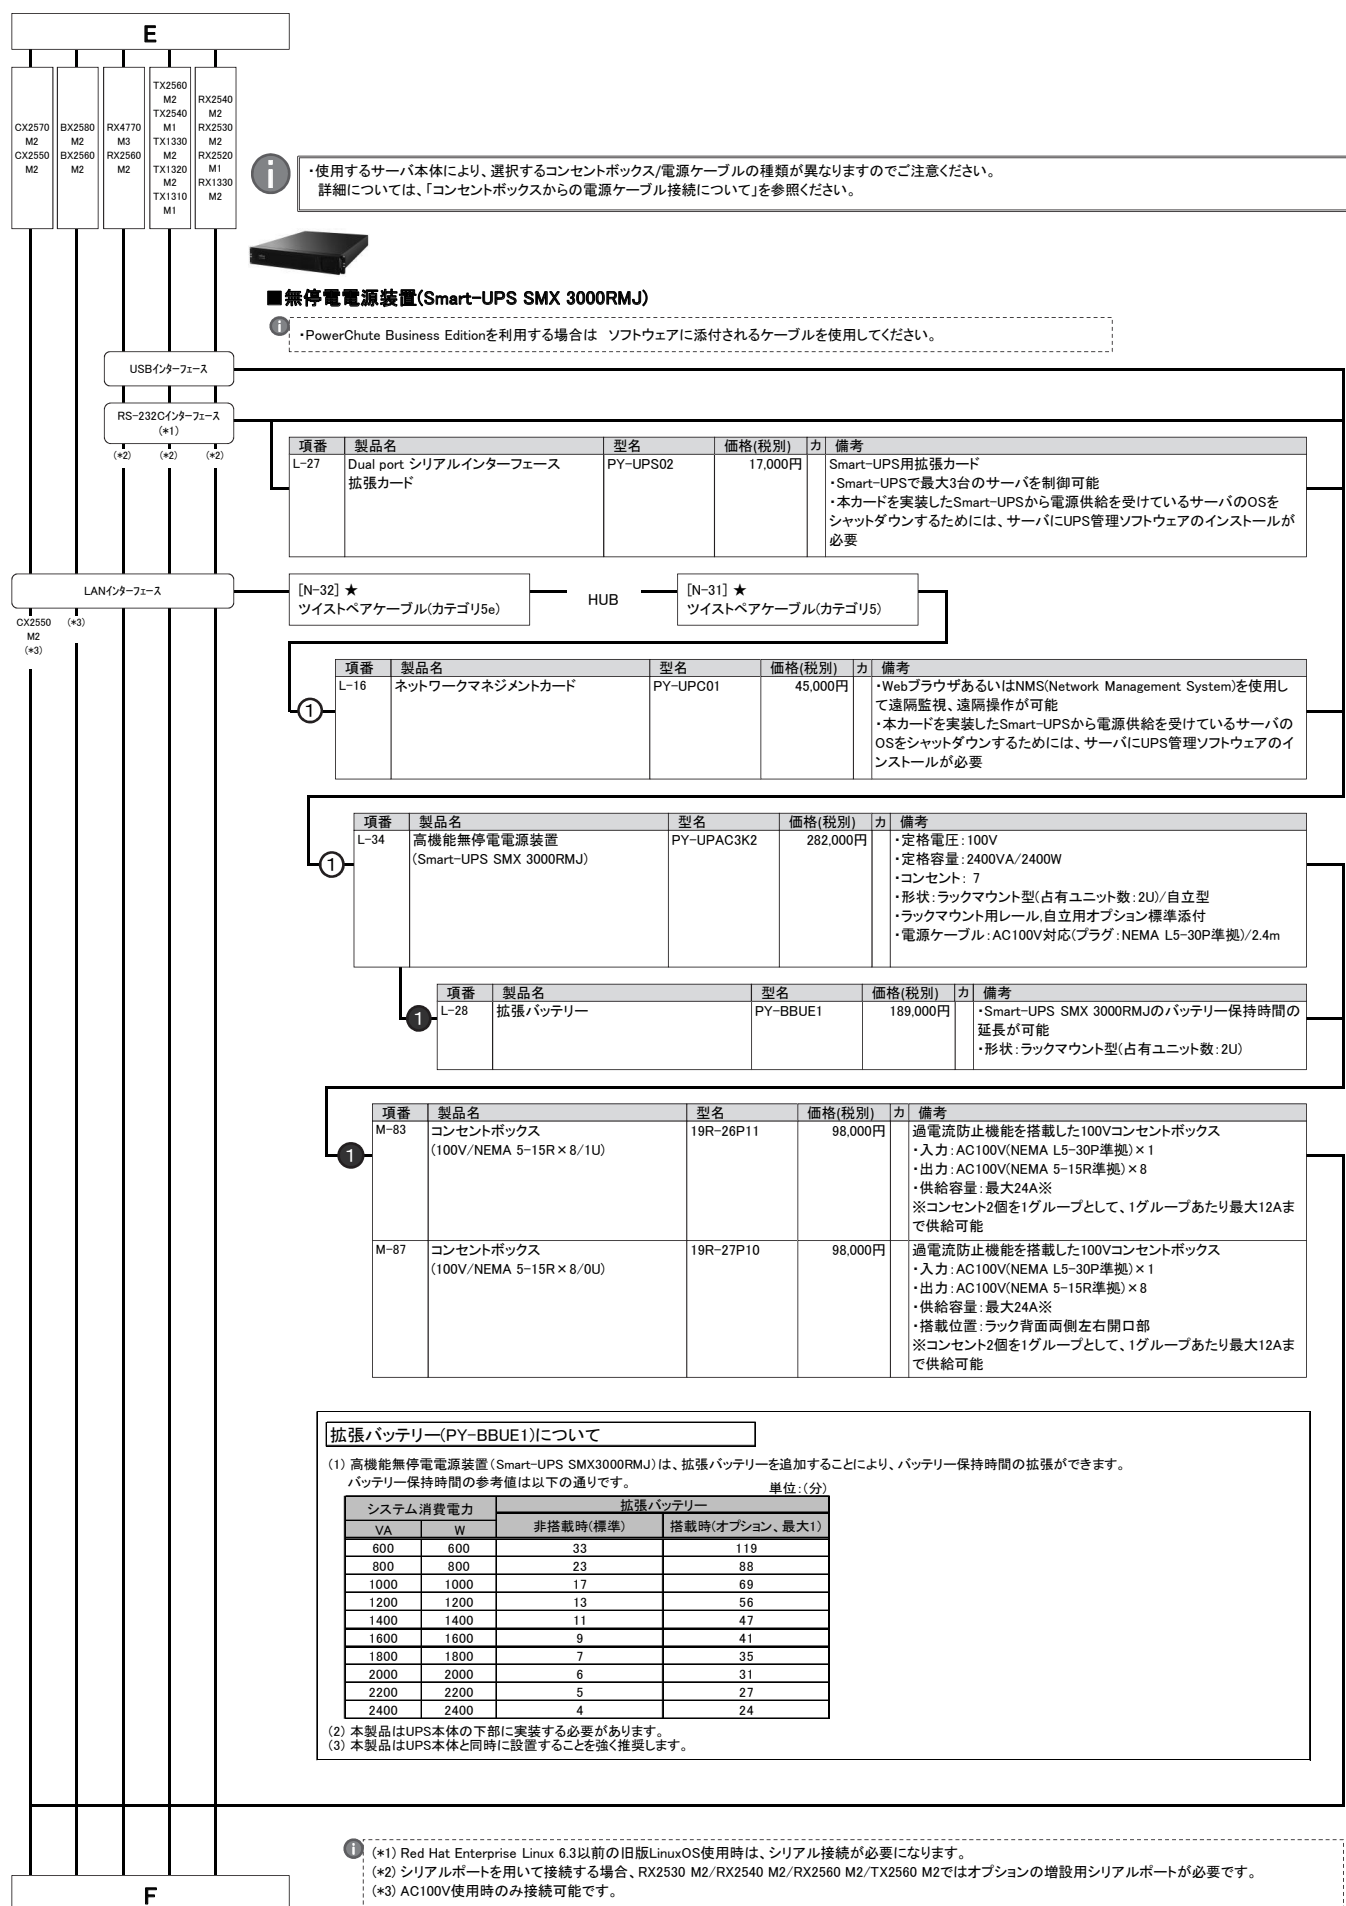 E
CX2570
M2
CX2550
M2
BX2580
M2
BX2560
M2
RX4770
M3
RX2560
M2
TX2560
M2
TX2540
M1
TX1330
M2
TX1320
M2
TX1310
M1
RX2540
M2
RX2530
M2
RX2520
M1
RX1330
M2
・使用するサーバ本体により、選択するコンセントボックス/電源ケーブルの種類が異なりますのでご注意ください。
詳細については、「コンセントボックスからの電源ケーブル接続について」を参照ください。
■無停電電源装置(Smart-UPS SMX 3000RMJ)
・PowerChute Business Editionを利用する場合は ソフトウェアに添付されるケーブルを使用してください。
USBインターフェース
RS-232Cインターフェース
(*1)
(*2) (*2) (*2)
項番 製品名 型名 価格(税別) カ 備考
L-27 Dual port シリアルインターフェース PY-UPS02 17,000円 Smart-UPS用拡張カード
拡張カード ・Smart-UPSで最大3台のサーバを制御可能
・本カードを実装したSmart-UPSから電源供給を受けているサーバのOSを
シャットダウンするためには、サーバにUPS管理ソフトウェアのインストールが
必要
LANインターフェース
[N-32] ★
ツイストペアケーブル(カテゴリ5e)
HUB
[N-31] ★
ツイストペアケーブル(カテゴリ5)
CX2550
M2
(*3)
(*3)
項番 製品名 型名 価格(税別) カ 備考
① L-16 ネットワークマネジメントカード PY-UPC01 45,000円 ・WebブラウザあるいはNMS(Network Management System)を使用し
て遠隔監視、遠隔操作が可能
・本カードを実装したSmart-UPSから電源供給を受けているサーバの
OSをシャットダウンするためには、サーバにUPS管理ソフトウェアのイ
ンストールが必要
項番 製品名 型名 価格(税別) カ 備考
① L-34 高機能無停電電源装置 PY-UPAC3K2 282,000円 ・定格電圧:100V
(Smart-UPS SMX 3000RMJ) ・定格容量:2400VA/2400W
・コンセント: 7
・形状:ラックマウント型(占有ユニット数:2U)/自立型
・ラックマウント用レール,自立用オプション標準添付
・電源ケーブル:AC100V対応(プラグ:NEMA L5-30P準拠)/2.4m
項番 製品名 型名 価格(税別) カ 備考
❶ L-28 拡張バッテリー PY-BBUE1 189,000円 ・Smart-UPS SMX 3000RMJのバッテリー保持時間の
延長が可能
・形状:ラックマウント型(占有ユニット数:2U)
項番 製品名 型名 価格(税別) カ 備考
❶ M-83 コンセントボックス 19R-26P11 98,000円 過電流防止機能を搭載した100Vコンセントボックス
(100V/NEMA 5-15R×8/1U) ・入力:AC100V(NEMA L5-30P準拠)×1
・出力:AC100V(NEMA 5-15R準拠)×8
・供給容量:最大24A※
※コンセント2個を1グループとして、1グループあたり最大12Aま
で供給可能
M-87 コンセントボックス 19R-27P10 98,000円 過電流防止機能を搭載した100Vコンセントボックス
(100V/NEMA 5-15R×8/0U) ・入力:AC100V(NEMA L5-30P準拠)×1
・出力:AC100V(NEMA 5-15R準拠)×8
・供給容量:最大24A※
・搭載位置:ラック背面両側左右開口部
※コンセント2個を1グループとして、1グループあたり最大12Aま
で供給可能
拡張バッテリー(PY-BBUE1)について
(1) 高機能無停電電源装置(Smart-UPS SMX3000RMJ)は、拡張バッテリーを追加することにより、バッテリー保持時間の拡張ができます。
バッテリー保持時間の参考値は以下の通りです。 単位:(分)
システム消費電力 拡張バッテリー
VA W 非搭載時(標準) 搭載時(オプション、最大1)
600 600 33 119
800 800 23 88
1000 1000 17 69
1200 1200 13 56
1400 1400 11 47
1600 1600 9 41
1800 1800 7 35
2000 2000 6 31
2200 2200 5 27
2400 2400 4 24
(2) 本製品はUPS本体の下部に実装する必要があります。
(3) 本製品はUPS本体と同時に設置することを強く推奨します。
(*1) Red Hat Enterprise Linux 6.3以前の旧版LinuxOS使用時は、シリアル接続が必要になります。
(*2) シリアルポートを用いて接続する場合、RX2530 M2/RX2540 M2/RX2560 M2/TX2560 M2ではオプションの増設用シリアルポートが必要です。
(*3) AC100V使用時のみ接続可能です。
F